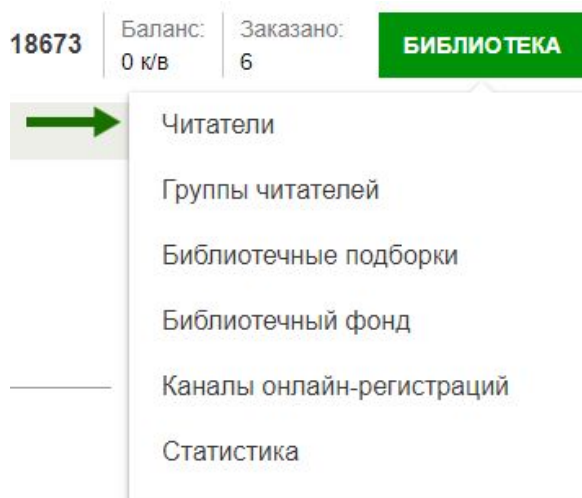 18673
Баланс:
0 к/в
Заказано:
6
БИБЛИОТЕКА
Читатели
Группы читателей
Библиотечные подборки
Библиотечный фонд
Каналы онлайн-регистраций
Статистика